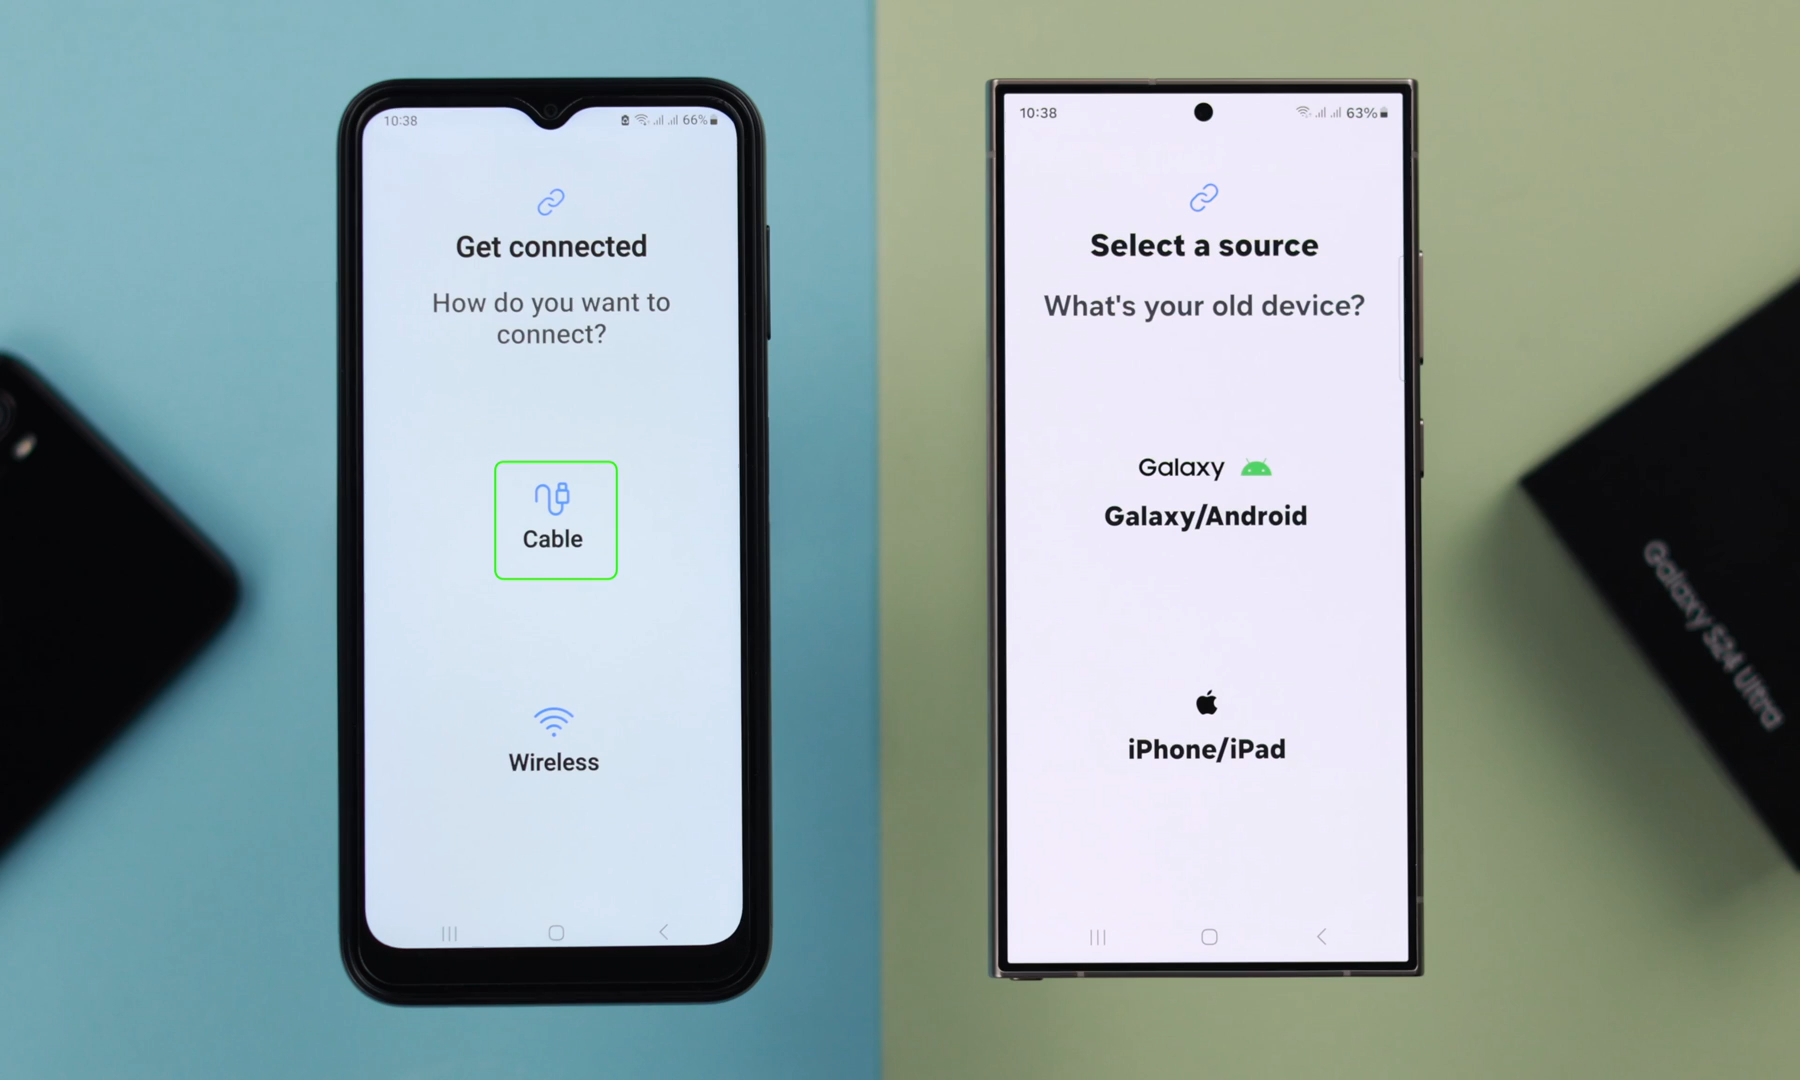 10:38
66%
Get connected
How do you want to
connect?
Cable
Wireless
10:38
63%
Select a source
What's your old device?
Galaxy
Galaxy/Android
iPhone/iPad
Galaxy S24 Ultra